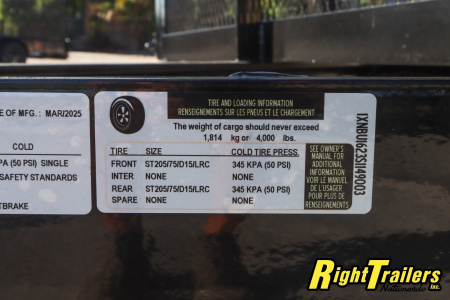 E OF MFG.: MAR/2025
COLD
PA (50 PSI) SINGLE
SAFETY STANDARDS
TBRAKE
TIRE AND LOADING INFORMATION
RENSEIGNEMENTS SUR LES PNEUS ET LE CHARGEMENT
The weight of cargo should never exceed
1,814 kg or 4,000 lbs.
TIRE SIZE COLD TIRE PRESS.
FRONT ST205/75/D15/LRC 345 KPA (50 PSI)
INTER NONE NONE
REAR ST205/75/D15/LRC 345 KPA (50 PSI)
SPARE NONE NONE
SEE OWNER'S
MANUAL FOR
ADDITIONAL
INFORMATION
VOIR LE MANUEL
DE L'USAGER
POUR PLUS DE
RENSEIGNEMENTS
RightTrailers
Nationwide Inc.